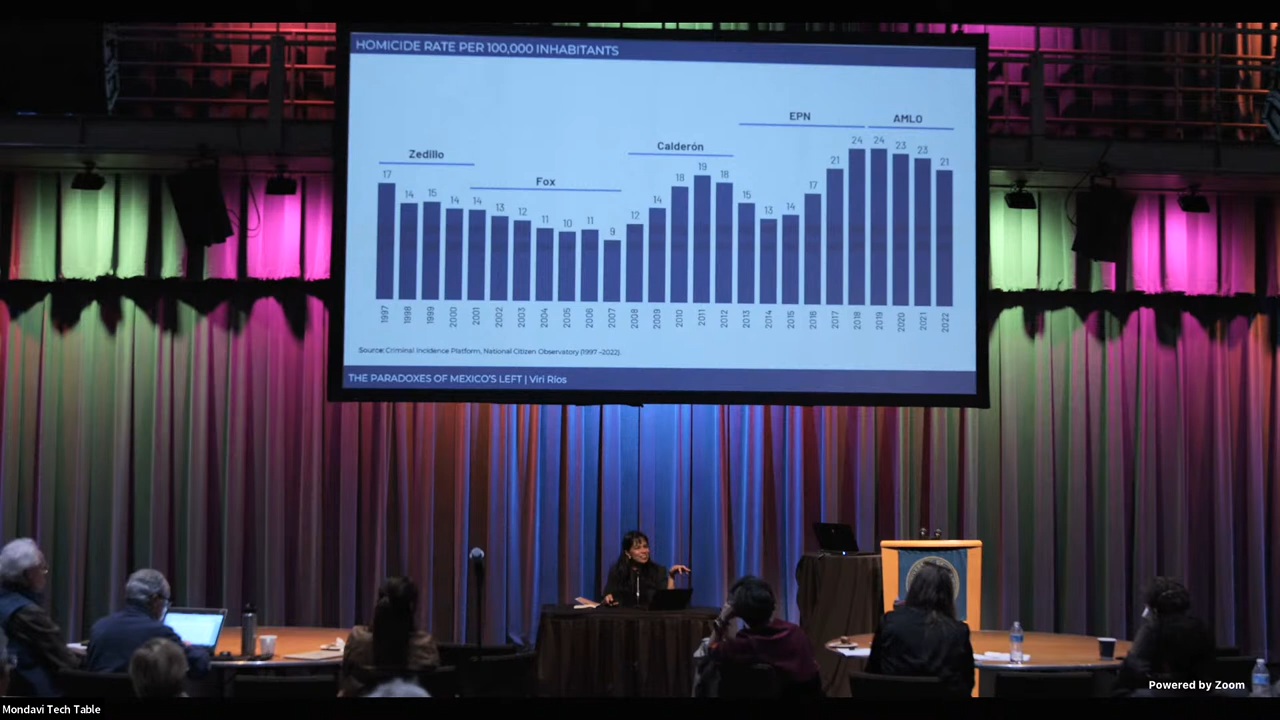 HOMICIDE RATE PER 100,000 INHABITANTS
Zedillo
Fox
Calderón
EPN
AMLO
17 14 15 14 14 13 12 11 10 11 9 12 14 18 19 18 15 13 14 17 21 24 24 23 23 21
1997 1998 1999 2000 2001 2002 2003 2004 2005 2006 2007 2008 2009 2010 2011 2012 2013 2014 2015 2016 2017 2018 2019 2020 2021 2022
Source: Criminal Incidence Platform, National Citizen Observatory (1997 -2022).
THE PARADOXES OF MEXICO'S LEFT | Viri Ríos
Powered by Zoom
Mondavi Tech Table